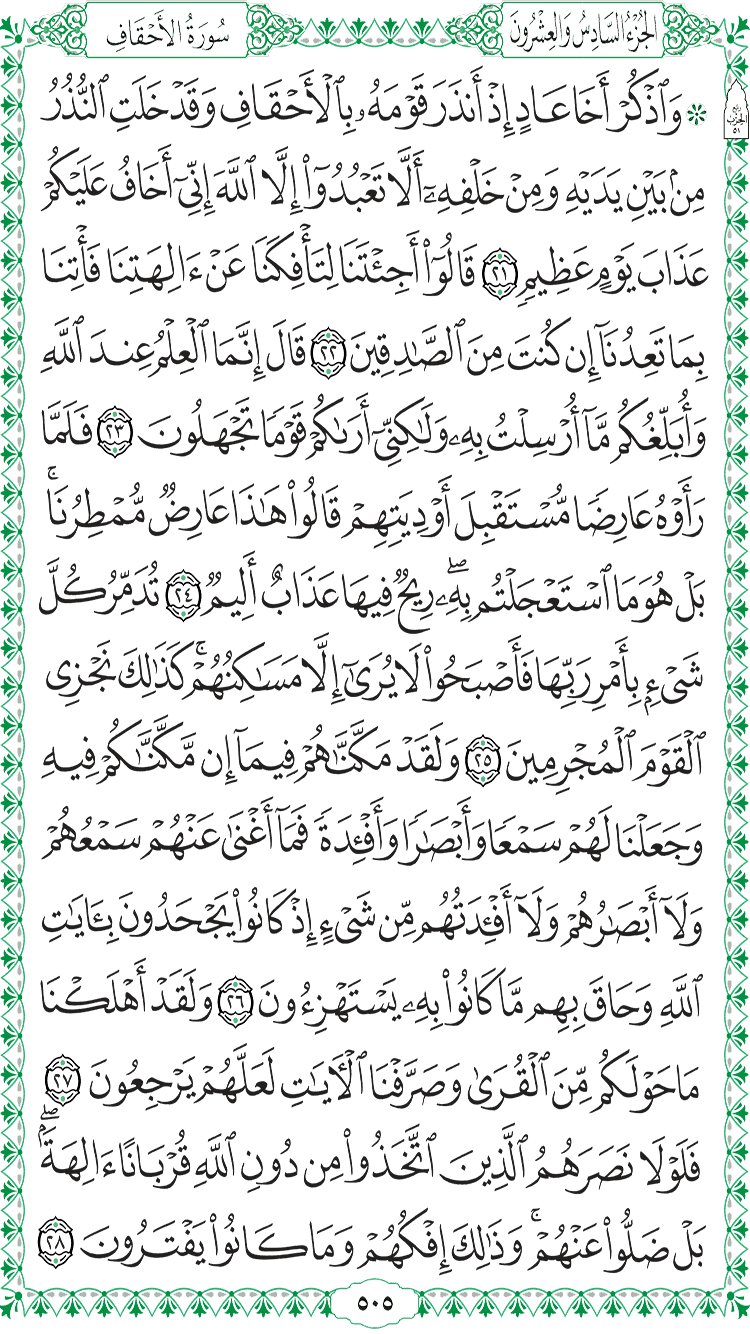 الجُزْءُ السَّادِسُ وَالعِشْرُونَ
سُورَةُ الأَحْقَافِ
ربع الحزب ٥١
۞ وَٱذْكُرْ أَخَا عَادٍ إِذْ أَنذَرَ قَوْمَهُۥ بِٱلْأَحْقَافِ وَقَدْ خَلَتِ ٱلنُّذُرُ
مِنۢ بَيْنِ يَدَيْهِ وَمِنْ خَلْفِهِۦٓ أَلَّا تَعْبُدُوٓا۟ إِلَّا ٱللَّهَ إِنِّىٓ أَخَافُ عَلَيْكُمْ
عَذَابَ يَوْمٍ عَظِيمٍ ٢١ قَالُوٓا۟ أَجِئْتَنَا لِتَأْفِكَنَا عَنْ ءَالِهَتِنَا فَأْتِنَا
بِمَا تَعِدُنَآ إِن كُنتَ مِنَ ٱلصَّـٰدِقِينَ ٢٢ قَالَ إِنَّمَا ٱلْعِلْمُ عِندَ ٱللَّهِ
وَأُبَلِّغُكُم مَّآ أُرْسِلْتُ بِهِۦ وَلَـٰكِنِّىٓ أَرَىٰكُمْ قَوْمًا تَجْهَلُونَ ٢٣ فَلَمَّا
رَأَوْهُ عَارِضًا مُّسْتَقْبِلَ أَوْدِيَتِهِمْ قَالُوا۟ هَـٰذَا عَارِضٌ مُّمْطِرُنَا ۚ
بَلْ هُوَ مَا ٱسْتَعْجَلْتُم بِهِۦ ۖ رِيحٌ فِيهَا عَذَابٌ أَلِيمٌ ٢٤ تُدَمِّرُ كُلَّ
شَىْءٍۭ بِأَمْرِ رَبِّهَا فَأَصْبَحُوا۟ لَا يُرَىٰٓ إِلَّا مَسَـٰكِنُهُمْ ۚ كَذَٰلِكَ نَجْزِى
ٱلْقَوْمَ ٱلْمُجْرِمِينَ ٢٥ وَلَقَدْ مَكَّنَّـٰهُمْ فِيمَآ إِن مَّكَّنَّـٰكُمْ فِيهِ
وَجَعَلْنَا لَهُمْ سَمْعًا وَأَبْصَـٰرًا وَأَفْـِٔدَةً فَمَآ أَغْنَىٰ عَنْهُمْ سَمْعُهُمْ
وَلَآ أَبْصَـٰرُهُمْ وَلَآ أَفْـِٔدَتُهُم مِّن شَىْءٍ إِذْ كَانُوا۟ يَجْحَدُونَ بِـَٔايَـٰتِ
ٱللَّهِ وَحَاقَ بِهِم مَّا كَانُوا۟ بِهِۦ يَسْتَهْزِءُونَ ٢٦ وَلَقَدْ أَهْلَكْنَا
مَا حَوْلَكُم مِّنَ ٱلْقُرَىٰ وَصَرَّفْنَا ٱلْـَٔايَـٰتِ لَعَلَّهُمْ يَرْجِعُونَ ٢٧
فَلَوْلَا نَصَرَهُمُ ٱلَّذِينَ ٱتَّخَذُوا۟ مِن دُونِ ٱللَّهِ قُرْبَانًا ءَالِهَةًۢ ۖ
بَلْ ضَلُّوا۟ عَنْهُمْ ۚ وَذَٰلِكَ إِفْكُهُمْ وَمَا كَانُوا۟ يَفْتَرُونَ ٢٨
٥٠٥